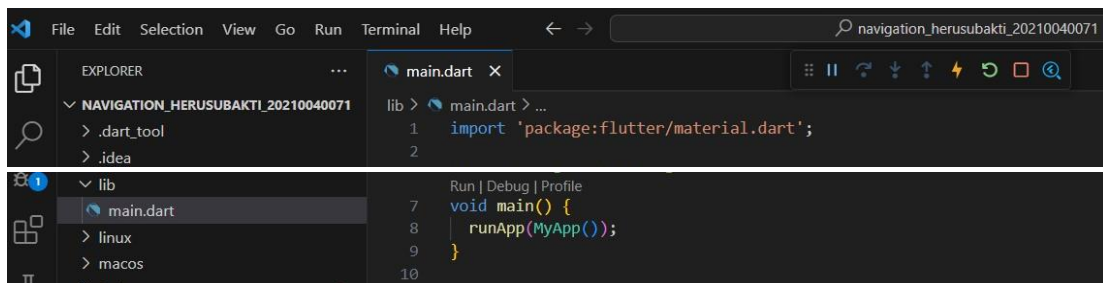 File Edit Selection View Go Run Terminal Help navigation_herusubakti_20210040071
EXPLORER ... main.dart
NAVIGATION_HERUSUBAKTI_20210040071 lib > main.dart > ...
> .dart_tool 1 import 'package:flutter/material.dart';
> .idea 2
1 lib Run | Debug | Profile
main.dart 7 void main() {
> linux 8 runApp(MyApp());
> macos 9 }
10